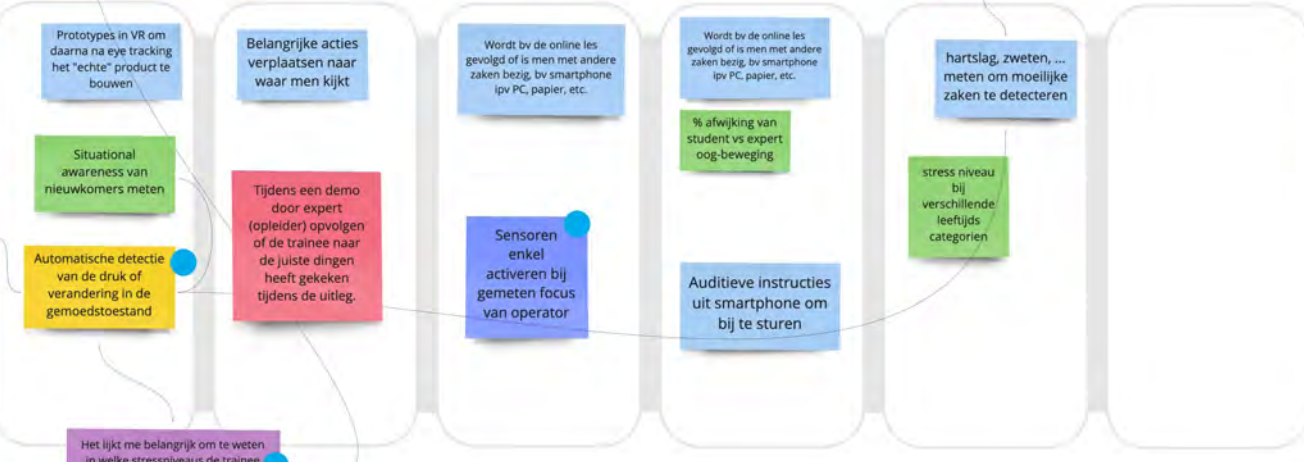 Prototypes in VR om
daarna na eye tracking
het "echte" product te
bouwen
Situational
awareness van
nieuwkomers meten
Automatische detectie
van de druk of
verandering in de
gemoedstoestand
Het lijkt me belangrijk om te weten
in welke stressniveaus de trainee
Belangrijke acties
verplaatsen naar
waar men kijkt
Tijdens een demo
door expert
(opleider) opvolgen
of de trainee naar
de juiste dingen
heeft gekeken
tijdens de uitleg.
Wordt bv de online les
gevolgd of is men met andere
zaken bezig, bv smartphone
ipv PC, papier, etc.
Sensoren
enkel
activeren bij
gemeten focus
van operator
Wordt bv de online les
gevolgd of is men met andere
zaken bezig, bv smartphone
ipv PC, papier, etc.
% afwijking van
student vs expert
oog-beweging
Auditieve instructies
uit smartphone om
bij te sturen
hartslag, zweten, ...
meten om moeilijke
zaken te detecteren
stress niveau
bij
verschillende
leeftijds
categorien